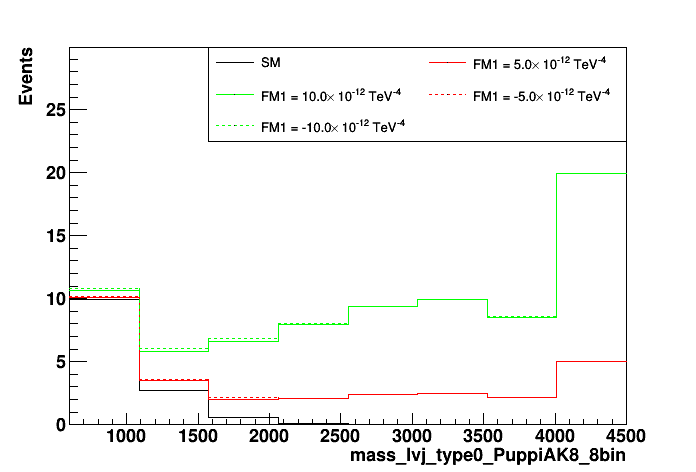 Events
SM
FM1 = 5.0× 10⁻¹² TeV⁻⁴
FM1 = 10.0× 10⁻¹² TeV⁻⁴
FM1 = -5.0× 10⁻¹² TeV⁻⁴
FM1 = -10.0× 10⁻¹² TeV⁻⁴
25
20
15
10
5
0
1000 1500 2000 2500 3000 3500 4000 4500
mass_lvj_type0_PuppiAK8_8bin